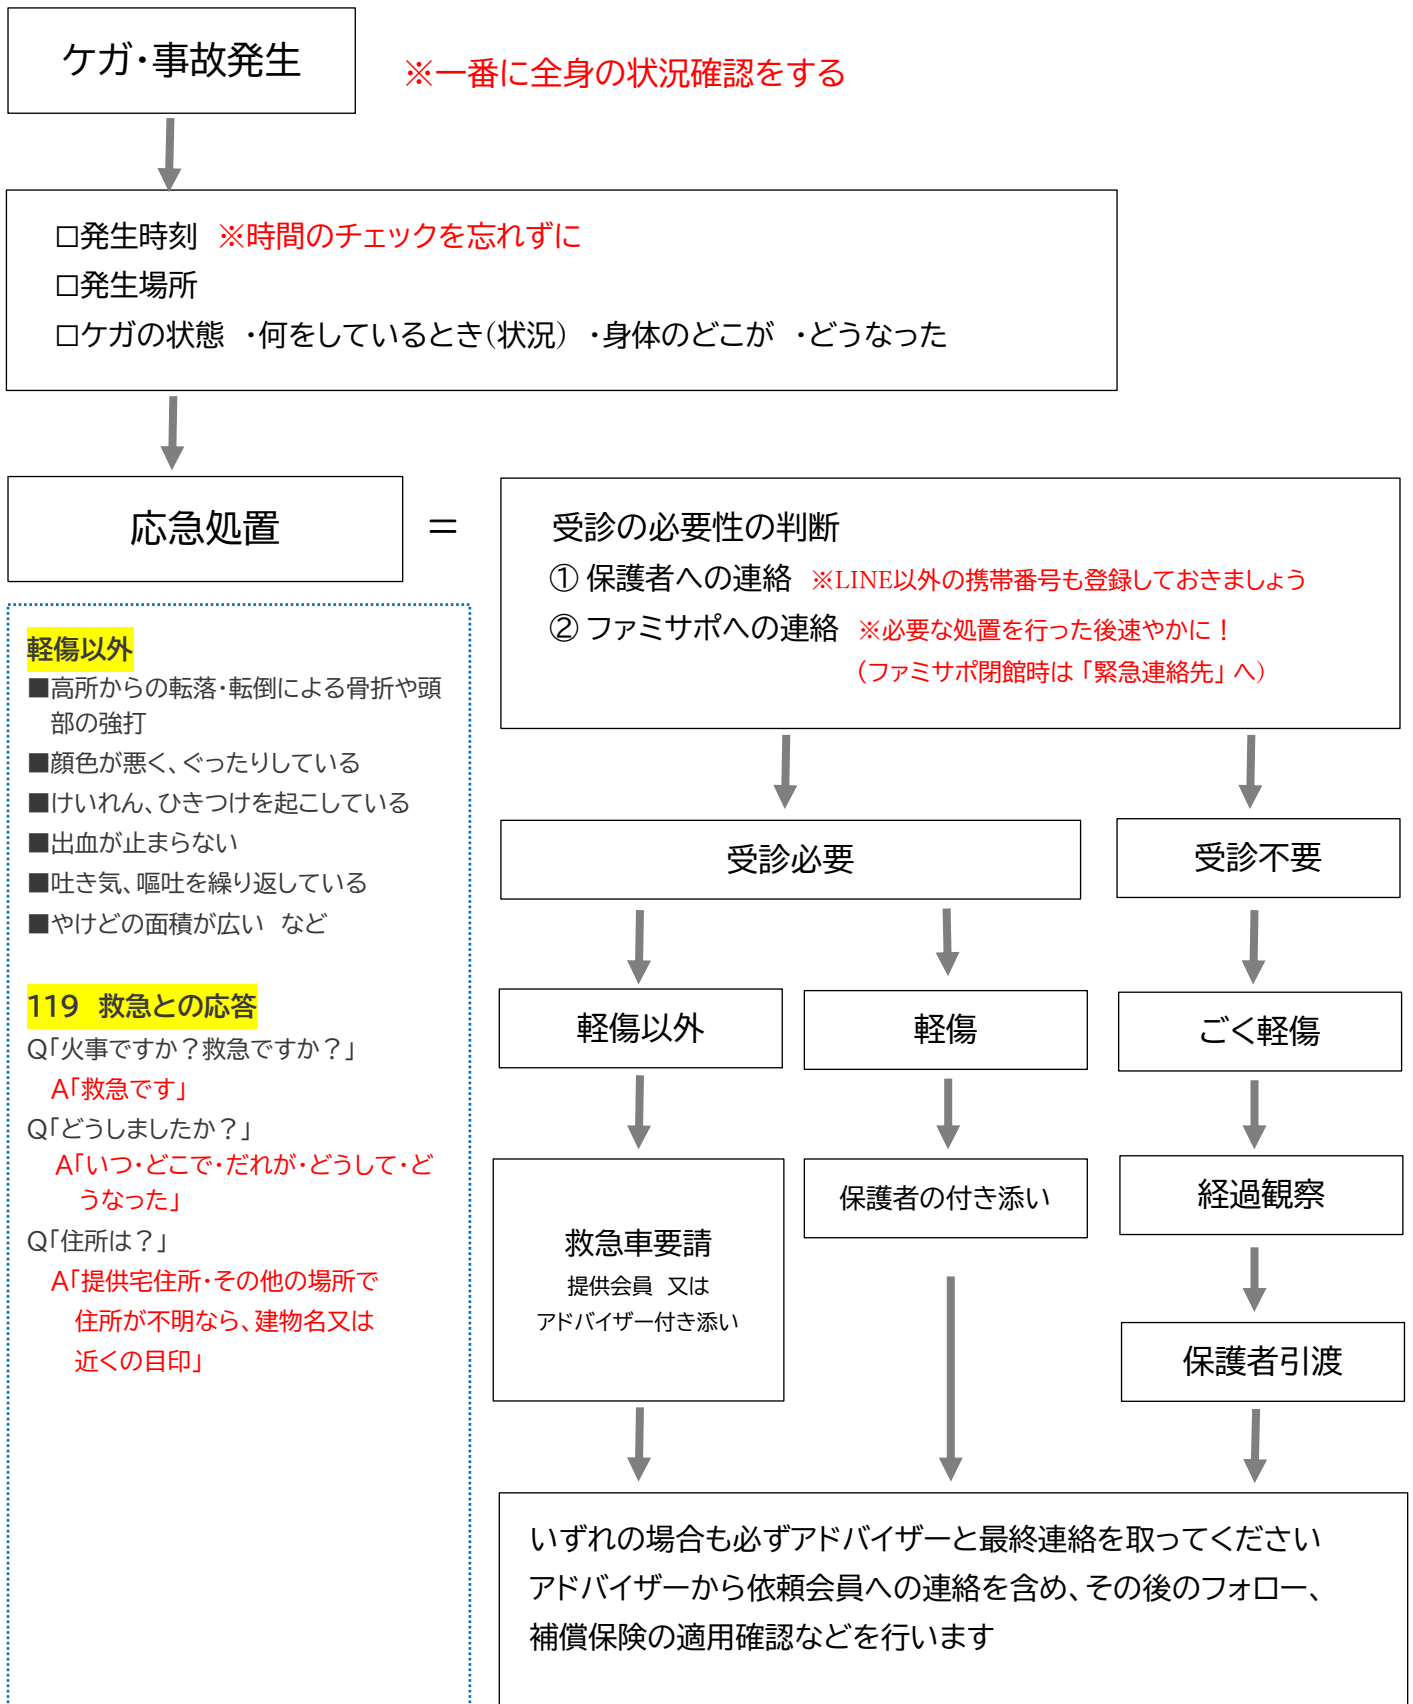 ケガ・事故発生
※一番に全身の状況確認をする
□発生時刻　※時間のチェックを忘れずに
□発生場所
□ケガの状態　・何をしているとき（状況）　・身体のどこが　・どうなった
応急処置
＝
受診の必要性の判断
① 保護者への連絡　※LINE以外の携帯番号も登録しておきましょう
② ファミサポへの連絡　※必要な処置を行った後速やかに！
（ファミサポ閉館時は「緊急連絡先」へ）
軽傷以外
■高所からの転落・転倒による骨折や頭
部の強打
■顔色が悪く、ぐったりしている
■けいれん、ひきつけを起こしている
■出血が止まらない
■吐き気、嘔吐を繰り返している
■やけどの面積が広い　など
119　救急との応答
Q「火事ですか？救急ですか？」
A「救急です」
Q「どうしましたか？」
A「いつ・どこで・だれが・どうして・ど
うなった」
Q「住所は？」
A「提供宅住所・その他の場所で
住所が不明なら、建物名又は
近くの目印」
受診必要
受診不要
軽傷以外
軽傷
ごく軽傷
救急車要請
提供会員　又は
アドバイザー付き添い
保護者の付き添い
経過観察
保護者引渡
いずれの場合も必ずアドバイザーと最終連絡を取ってください
アドバイザーから依頼会員への連絡を含め、その後のフォロー、
補償保険の適用確認などを行います